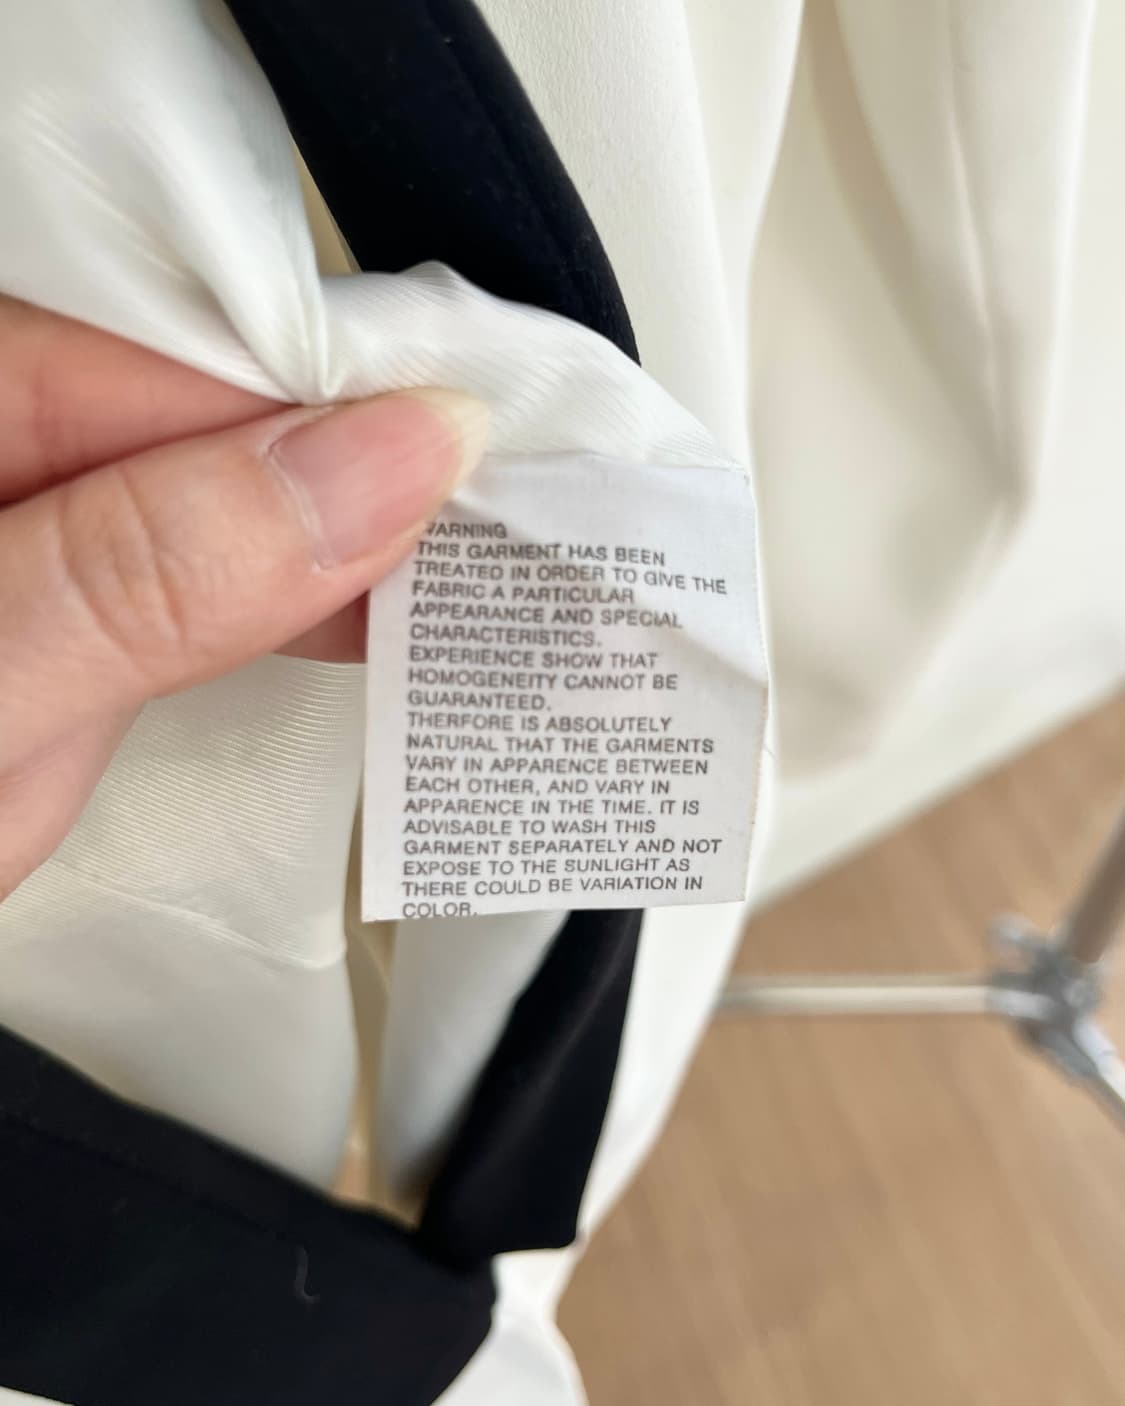 WARNING
THIS GARMENT HAS BEEN
TREATED IN ORDER TO GIVE THE
FABRIC A PARTICULAR
APPEARANCE AND SPECIAL
CHARACTERISTICS.
EXPERIENCE SHOW THAT
HOMOGENEITY CANNOT BE
GUARANTEED.
THERFORE IS ABSOLUTELY
NATURAL THAT THE GARMENTS
VARY IN APPARENCE BETWEEN
EACH OTHER, AND VARY IN
APPARENCE IN THE TIME. IT IS
ADVISABLE TO WASH THIS
GARMENT SEPARATELY AND NOT
EXPOSE TO THE SUNLIGHT AS
THERE COULD BE VARIATION IN
COLOR.